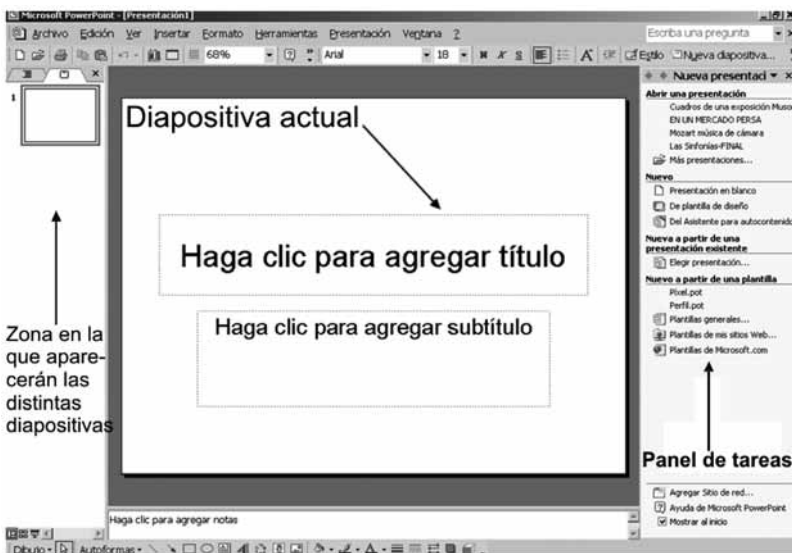 Microsoft PowerPoint - [Presentación1]
Archivo Edición Ver Insertar Formato Herramientas Presentación Ventana ? Escriba una pregunta
68% Arial 18 N K S Estilo Nueva diapositiva...
Nueva presentaci
1
Diapositiva actual
Haga clic para agregar título
Haga clic para agregar subtítulo
Zona en la
que apare-
cerán las
distintas
diapositivas
Abrir una presentación
Cuadros de una exposición Muso
EN UN MERCADO PERSA
Mozart música de cámara
Las Sinfonías-FINAL
Más presentaciones...
Nuevo
Presentación en blanco
De plantilla de diseño
Del Asistente para autocontenido
Nueva a partir de una
presentación existente
Elegir presentación...
Nuevo a partir de una plantilla
Pixel.pot
Perfil.pot
Plantillas generales...
Plantillas de mis sitios Web...
Plantillas de Microsoft.com
Panel de tareas
Agregar Sitio de red...
Ayuda de Microsoft PowerPoint
Mostrar al inicio
Haga clic para agregar notas
Dibujo Autoformas